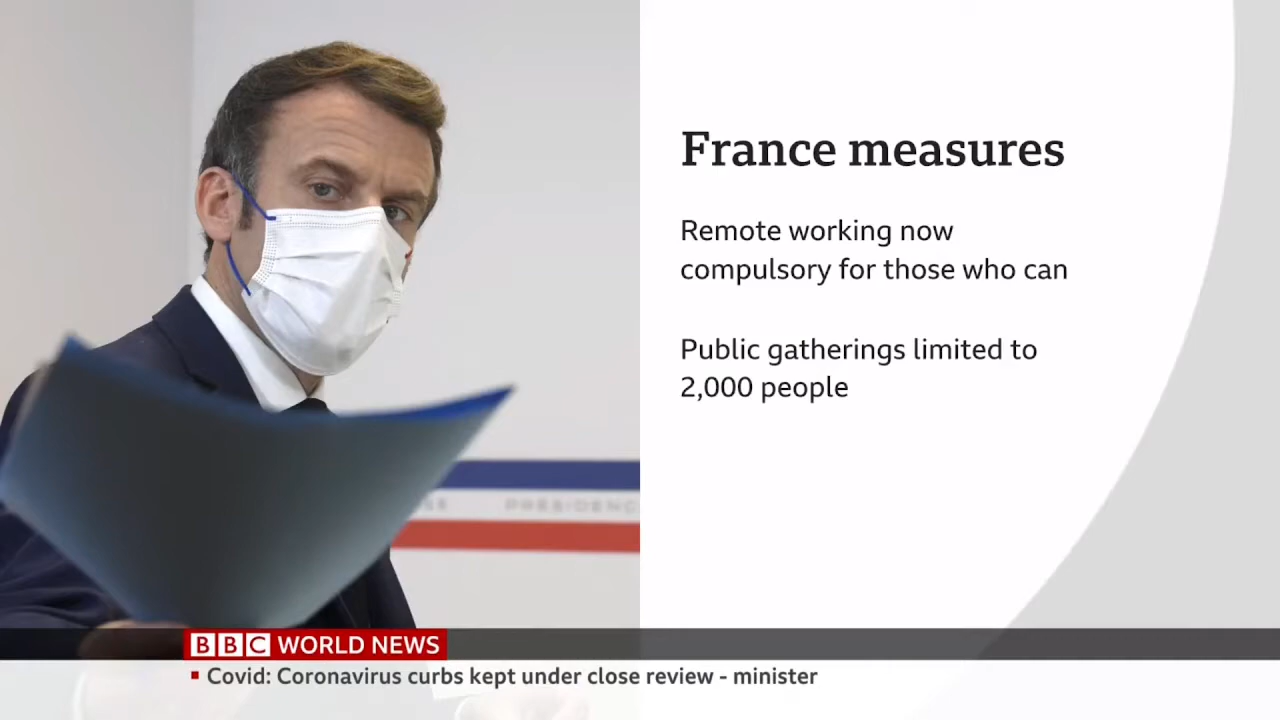 France measures
Remote working now
compulsory for those who can
Public gatherings limited to
2,000 people
BBC WORLD NEWS
Covid: Coronavirus curbs kept under close review - minister